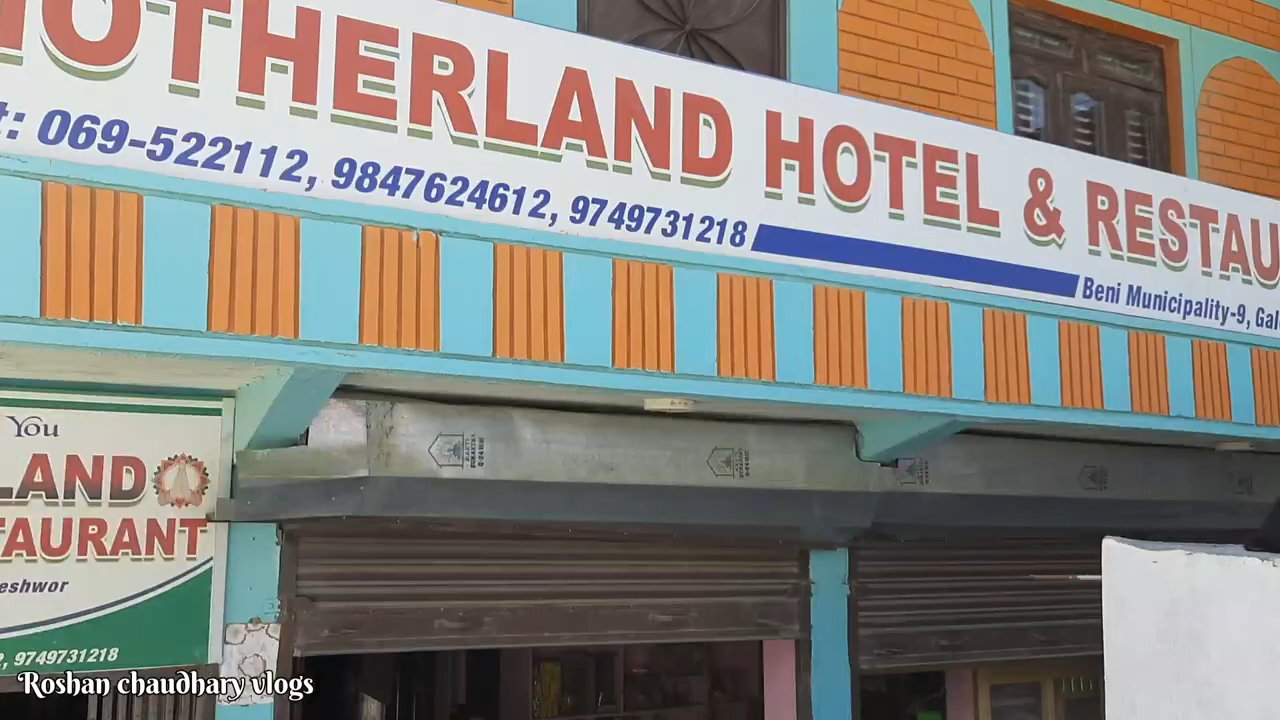 OTHERLAND HOTEL & RESTAU
t: 069-522112, 9847624612, 9749731218
Beni Municipality-9, Gal
You
LAND
TAURANT
eshwor
2, 9749731218
Roshan chaudhary vlogs